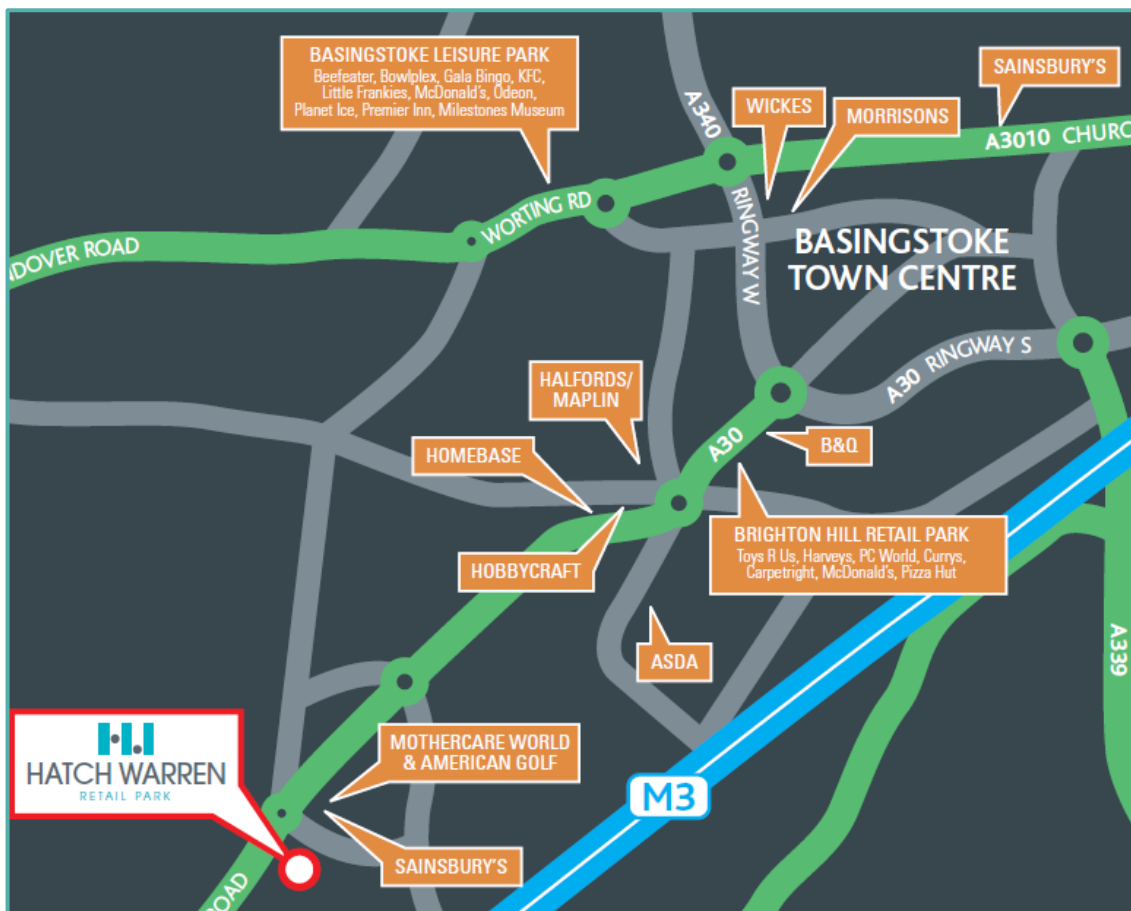 BASINGSTOKE LEISURE PARK
Beefeater, Bowlplex, Gala Bingo, KFC,
Little Frankies, McDonald's, Odeon,
Planet Ice, Premier Inn, Milestones Museum
SAINSBURY'S
WICKES
MORRISONS
A340
A3010 CHURC
WORTING RD
RINGWAY W
NDOVER ROAD
BASINGSTOKE
TOWN CENTRE
A30 RINGWAY S
HALFORDS/
MAPLIN
A30
B&Q
HOMEBASE
BRIGHTON HILL RETAIL PARK
Toys R Us, Harveys, PC World, Currys,
Carpetright, McDonald's, Pizza Hut
HOBBYCRAFT
ASDA
A339
HATCH WARREN
RETAIL PARK
MOTHERCARE WORLD
& AMERICAN GOLF
M3
SAINSBURY'S
ROAD